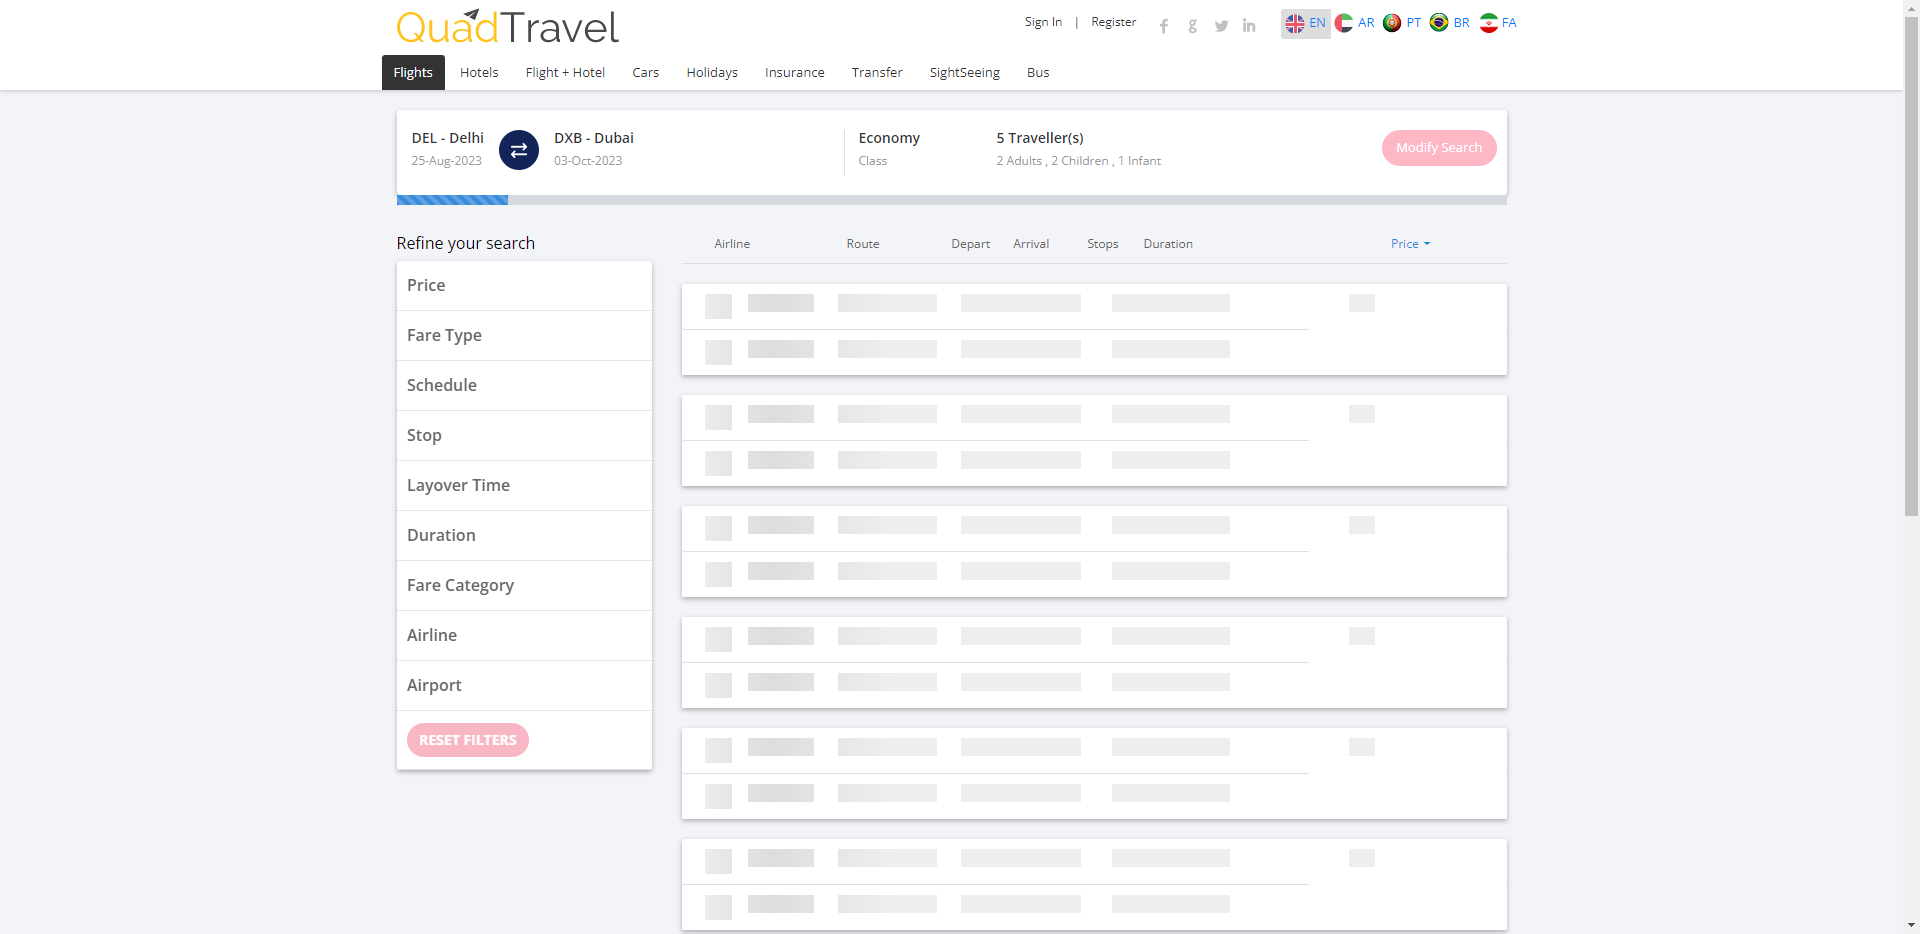 QuadTravel
Sign In | Register
EN AR PT BR FA
Flights Hotels Flight + Hotel Cars Holidays Insurance Transfer SightSeeing Bus
DEL - Delhi DXB - Dubai Economy 5 Traveller(s)
25-Aug-2023 03-Oct-2023 Class 2 Adults , 2 Children , 1 Infant
Modify Search
Refine your search
Airline Route Depart Arrival Stops Duration Price
Price
Fare Type
Schedule
Stop
Layover Time
Duration
Fare Category
Airline
Airport
RESET FILTERS